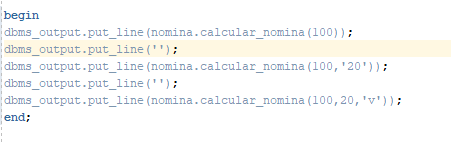 begin
dbms_output.put_line(nomina.calcular_nomina(100));
dbms_output.put_line('');
dbms_output.put_line(nomina.calcular_nomina(100,'20'));
dbms_output.put_line('');
dbms_output.put_line(nomina.calcular_nomina(100,20,'v'));
end;